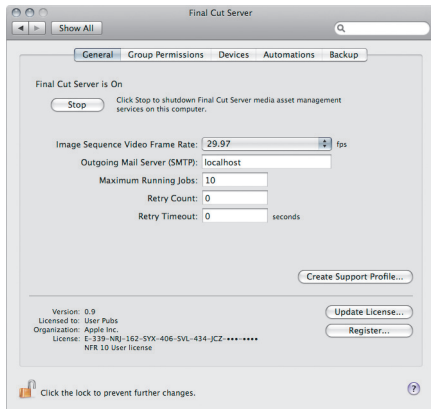 Final Cut Server
Show All
General Group Permissions Devices Automations Backup
Final Cut Server is On
Stop
Click Stop to shutdown Final Cut Server media asset management
services on this computer.
Image Sequence Video Frame Rate: 29.97 fps
Outgoing Mail Server (SMTP): localhost
Maximum Running Jobs: 10
Retry Count: 0
Retry Timeout: 0 seconds
Create Support Profile...
Version: 0.9
Licensed to: User Pubs
Organization: Apple Inc.
License: E-339-NRJ-162-SYX-406-SVL-434-JCZ-•••-••••
NFR 10 User license
Update License...
Register...
Click the lock to prevent further changes.
?